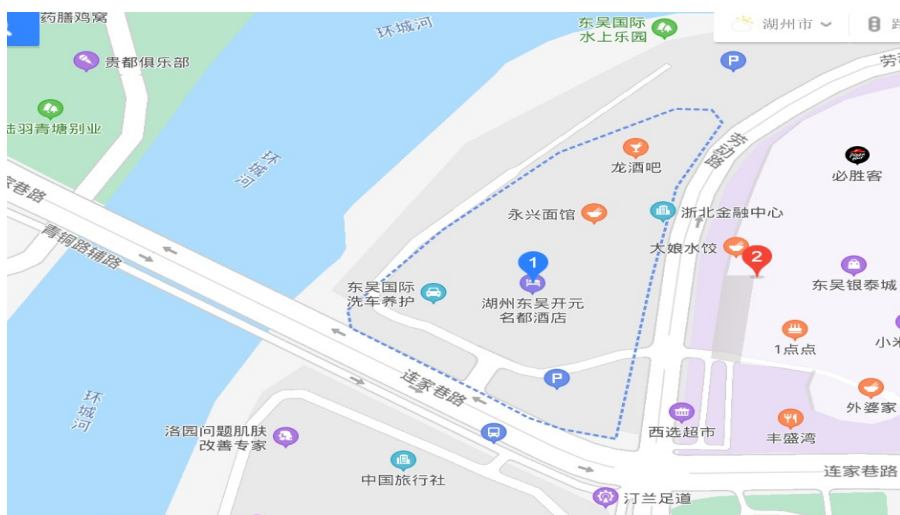 药膳鸡窝
环城河
东吴国际
水上乐园
湖州市
P
贵都俱乐部
劳动路
陆羽青塘别业
龙酒吧
必胜客
环城河
永兴面馆
浙北金融中心
大娘水饺
青铜路辅路
1
2
东吴国际
洗车养护
湖州东吴开元
名都酒店
东吴银泰城
1点点
P
连家巷路
外婆家
环城河
洛园问题肌肤
改善专家
西选超市
丰盛湾
中国旅行社
连家巷路
汀兰足道